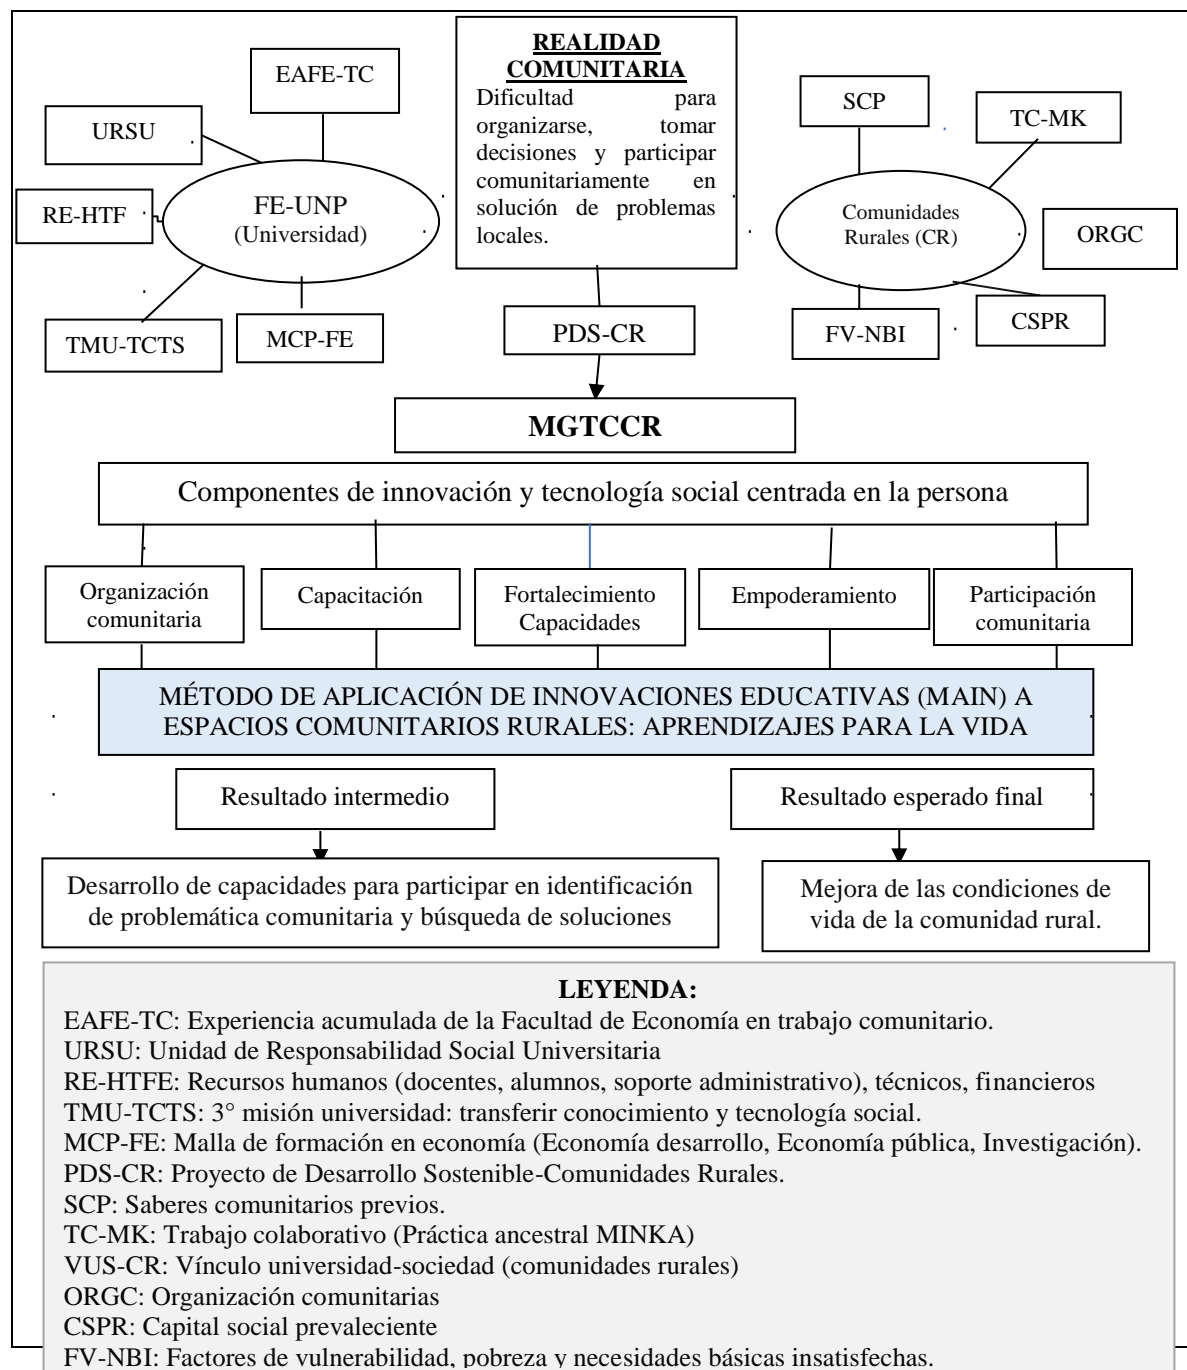 EAFE-TC
URSU
RE-HTF
FE-UNP
(Universidad)
TMU-TCTS
MCP-FE
REALIDAD
COMUNITARIA
Dificultad para
organizarse, tomar
decisiones y participar
comunitariamente en
solución de problemas
locales.
SCP
TC-MK
Comunidades
Rurales (CR)
ORGC
FV-NBI
CSPR
PDS-CR
MGTCCR
Componentes de innovación y tecnología social centrada en la persona
Organización
comunitaria
Capacitación
Fortalecimiento
Capacidades
Empoderamiento
Participación
comunitaria
MÉTODO DE APLICACIÓN DE INNOVACIONES EDUCATIVAS (MAIN) A
ESPACIOS COMUNITARIOS RURALES: APRENDIZAJES PARA LA VIDA
Resultado intermedio
Resultado esperado final
Desarrollo de capacidades para participar en identificación
de problemática comunitaria y búsqueda de soluciones
Mejora de las condiciones de
vida de la comunidad rural.
LEYENDA:
EAFE-TC: Experiencia acumulada de la Facultad de Economía en trabajo comunitario.
URSU: Unidad de Responsabilidad Social Universitaria
RE-HTFE: Recursos humanos (docentes, alumnos, soporte administrativo), técnicos, financieros
TMU-TCTS: 3° misión universidad: transferir conocimiento y tecnología social.
MCP-FE: Malla de formación en economía (Economía desarrollo, Economía pública, Investigación).
PDS-CR: Proyecto de Desarrollo Sostenible-Comunidades Rurales.
SCP: Saberes comunitarios previos.
TC-MK: Trabajo colaborativo (Práctica ancestral MINKA)
VUS-CR: Vínculo universidad-sociedad (comunidades rurales)
ORGC: Organización comunitarias
CSPR: Capital social prevaleciente
FV-NBI: Factores de vulnerabilidad, pobreza y necesidades básicas insatisfechas.